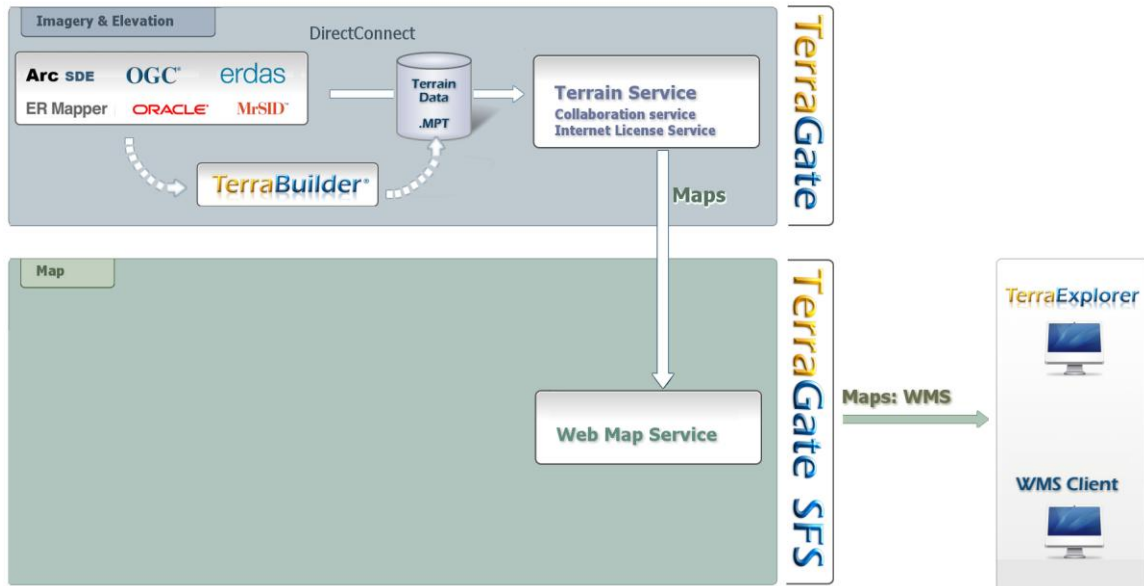 Imagery & Elevation
DirectConnect
Arc SDE OGC® erdas
ER Mapper ORACLE® MrSID™
Terrain
Data
.MPT
Terrain Service
Collaboration service
Internet License Service
TerraBuilder®
TerraGate
Maps
Map
TerraGate SFS
Web Map Service
Maps: WMS
TerraExplorer
WMS Client